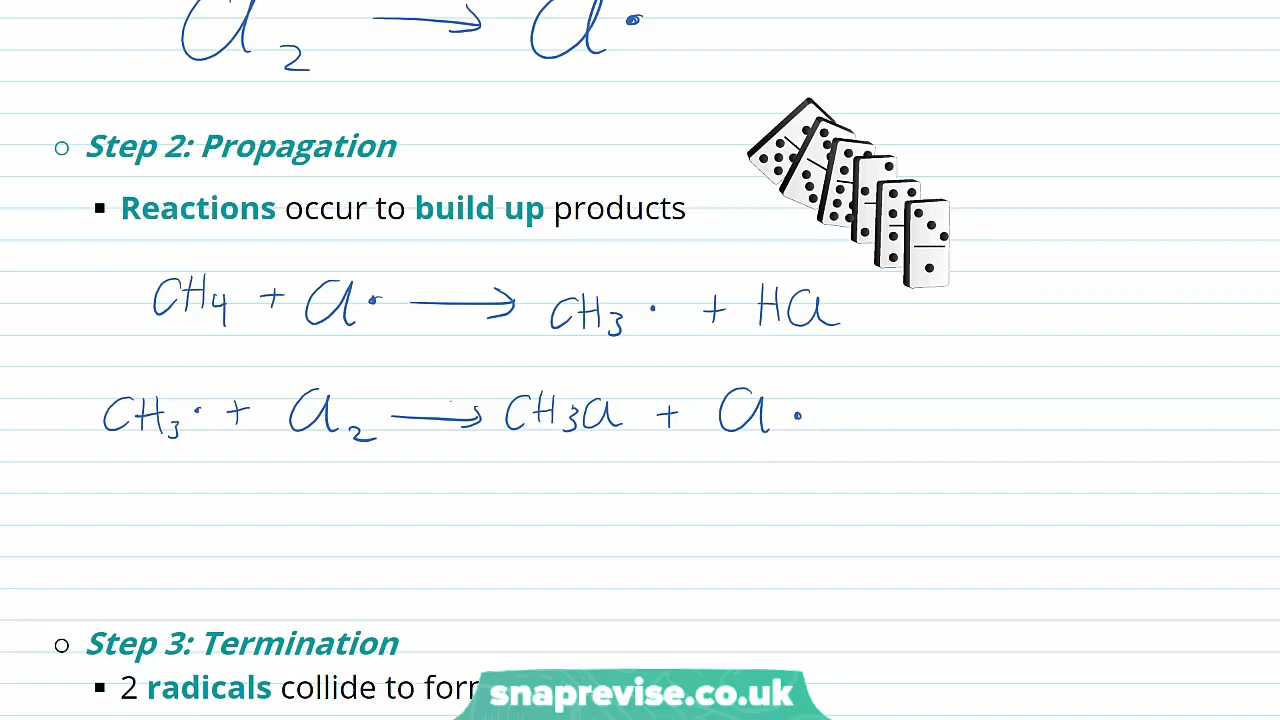 Cl₂ → Cl•
Step 2: Propagation
Reactions occur to build up products
CH₄ + Cl• → CH₃• + HCl
CH₃• + Cl₂ → CH₃Cl + Cl•
Step 3: Termination
2 radicals collide to
snaprevise.co.uk